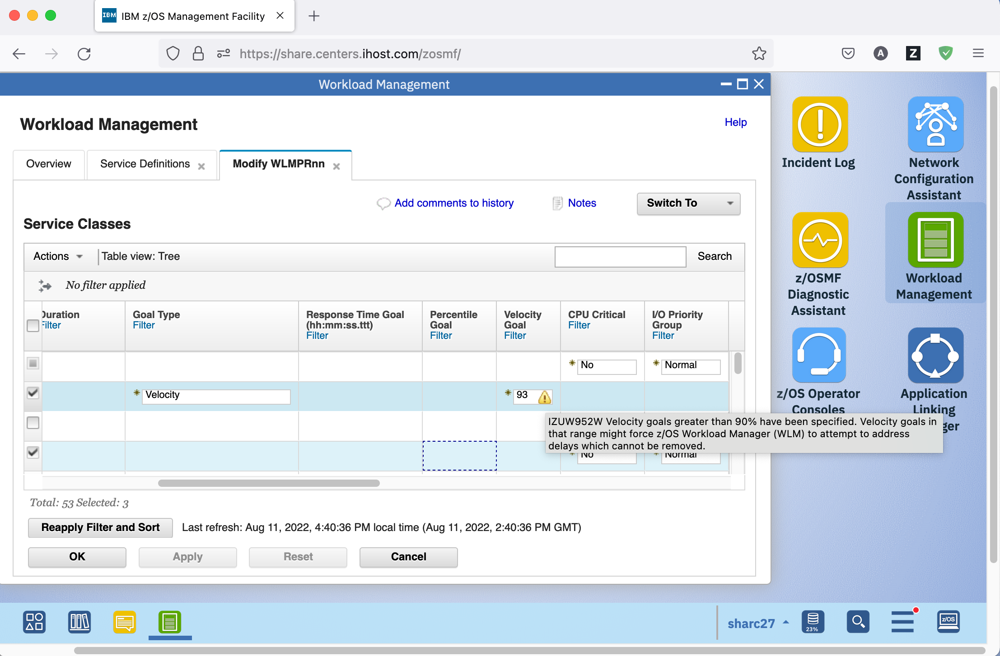 IBM IBM z/OS Management Facility
https://share.centers.ihost.com/zosmf/
A
Z
Workload Management
Workload Management
Help
Overview
Service Definitions
Modify WLMPRnn
Add comments to history
Notes
Switch To
Service Classes
Actions
Table view: Tree
Search
No filter applied
Duration
Filter
Goal Type
Filter
Response Time Goal
(hh:mm:ss.ttt)
Filter
Percentile
Goal
Filter
Velocity
Goal
Filter
CPU Critical
Filter
I/O Priority
Group
Filter
No
Normal
Velocity
93
IZUW952W Velocity goals greater than 90% have been specified. Velocity goals in
that range might force z/OS Workload Manager (WLM) to attempt to address
delays which cannot be removed.
No
Normal
Total: 53 Selected: 3
Reapply Filter and Sort
Last refresh: Aug 11, 2022, 4:40:36 PM local time (Aug 11, 2022, 2:40:36 PM GMT)
OK
Apply
Reset
Cancel
Incident Log
Network
Configuration
Assistant
z/OSMF
Diagnostic
Assistant
Workload
Management
z/OS Operator
Consoles
Application
Linking
ger
sharc27
23%
z/OS